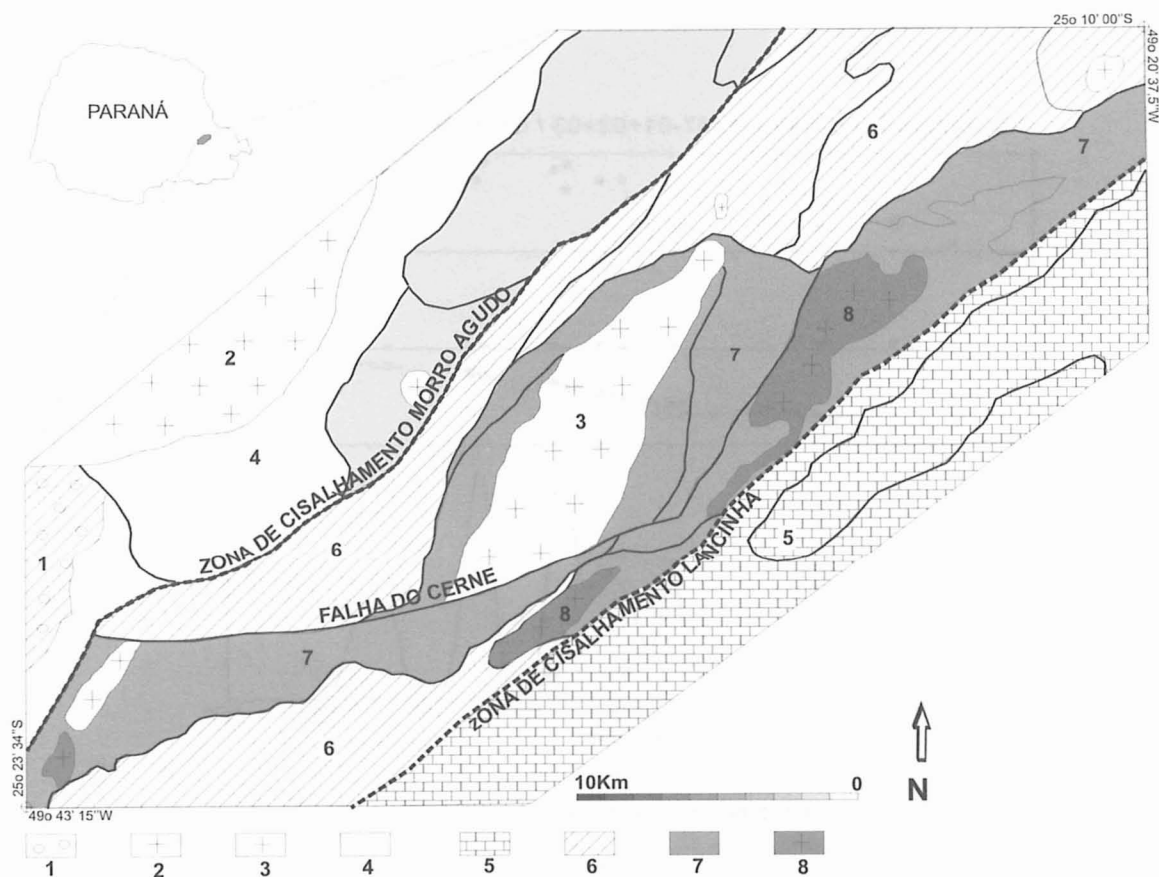 25o 10' 00"S
49o 20' 37.5"W
PARANÁ
6
7
2
8
7
3
4
ZONA DE CISALHAMENTO MORRO AGUDO
5
1
6
FALHA DO CERNE
8
ZONA DE CISALHAMENTO LANCINHA
7
6
25o 23' 34"S
49o 43' 15"W
10Km 0
N
1 2 3 4 5 6 7 8